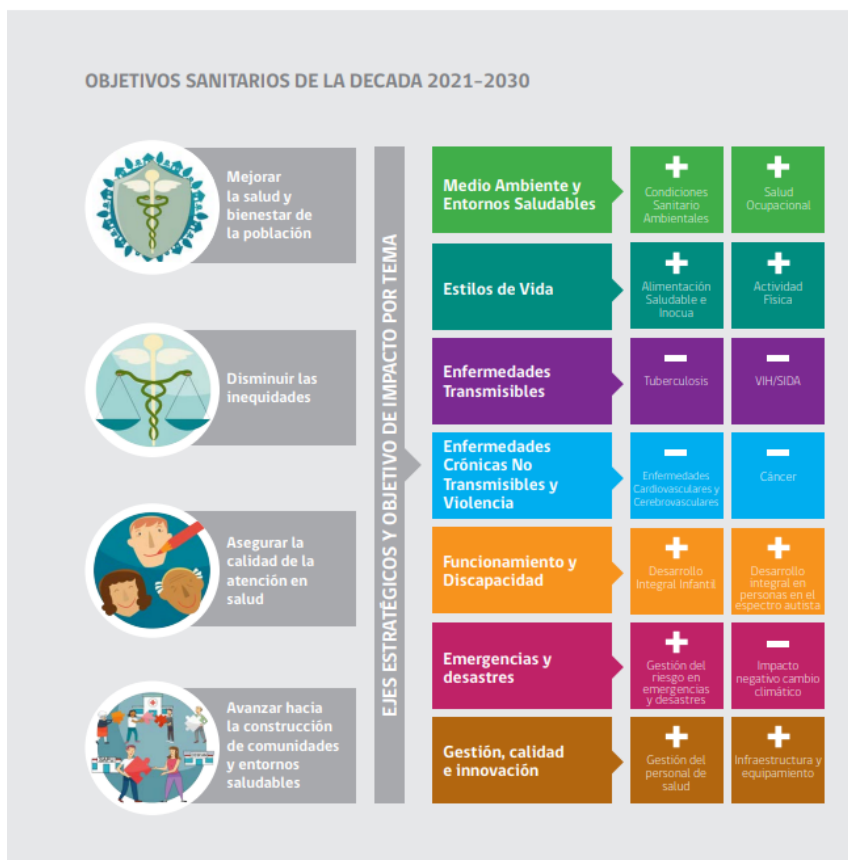 OBJETIVOS SANITARIOS DE LA DECADA 2021-2030
Mejorar
la salud y
bienestar de
la población
Disminuir las
inequidades
Asegurar la
calidad de la
atención en
salud
Avanzar hacia
la construcción
de comunidades
y entornos
saludables
EJES ESTRATÉGICOS Y OBJETIVO DE IMPACTO POR TEMA
Medio Ambiente y
Entornos Saludables
+
Condiciones
Sanitario
Ambientales
+
Salud
Ocupacional
Estilos de Vida
+
Alimentación
Saludable e
Inocua
+
Actividad
Física
Enfermedades
Transmisibles
−
Tuberculosis
−
VIH/SIDA
Enfermedades
Crónicas No
Transmisibles y
Violencia
−
Enfermedades
Cardiovasculares y
Cerebrovasculares
−
Cáncer
Funcionamiento y
Discapacidad
+
Desarrollo
Integral Infantil
+
Desarrollo
integral en
personas en el
espectro autista
Emergencias y
desastres
+
Gestión del
riesgo en
emergencias
y desastres
−
Impacto
negativo cambio
climático
Gestión, calidad
e innovación
+
Gestión del
personal de
salud
+
Infraestructura y
equipamiento